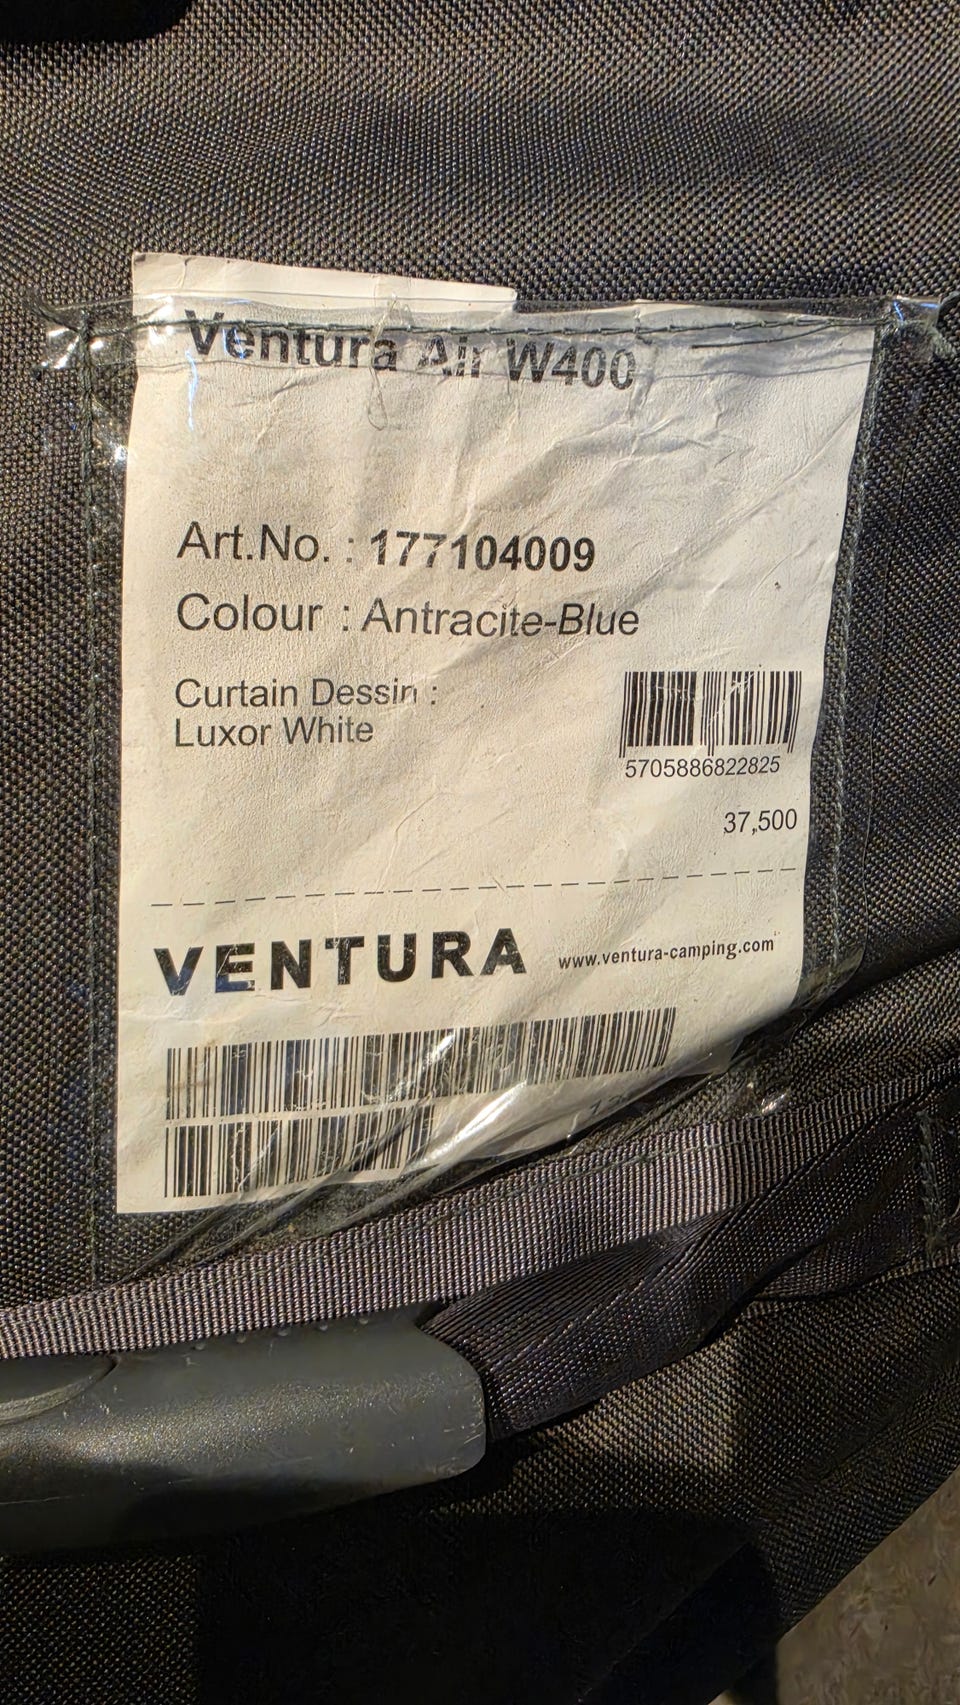 Ventura Air W400
Art.No. : 177104009
Colour : Antracite-Blue
Curtain Dessin :
Luxor White
5705886822825
37,500
VENTURA www.ventura-camping.com